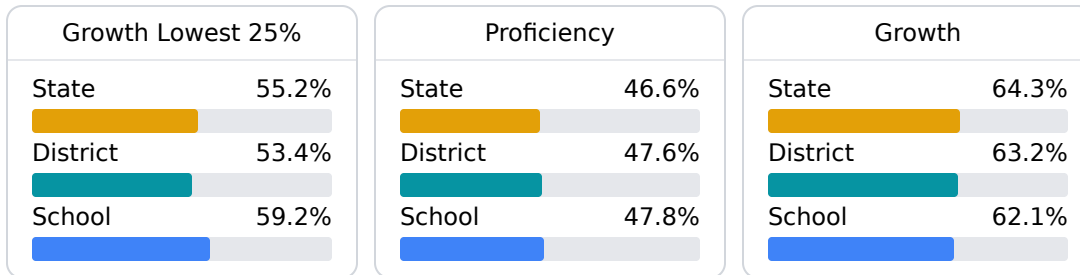 Growth Lowest 25%
State 55.2%
District 53.4%
School 59.2%
Proficiency
State 46.6%
District 47.6%
School 47.8%
Growth
State 64.3%
District 63.2%
School 62.1%